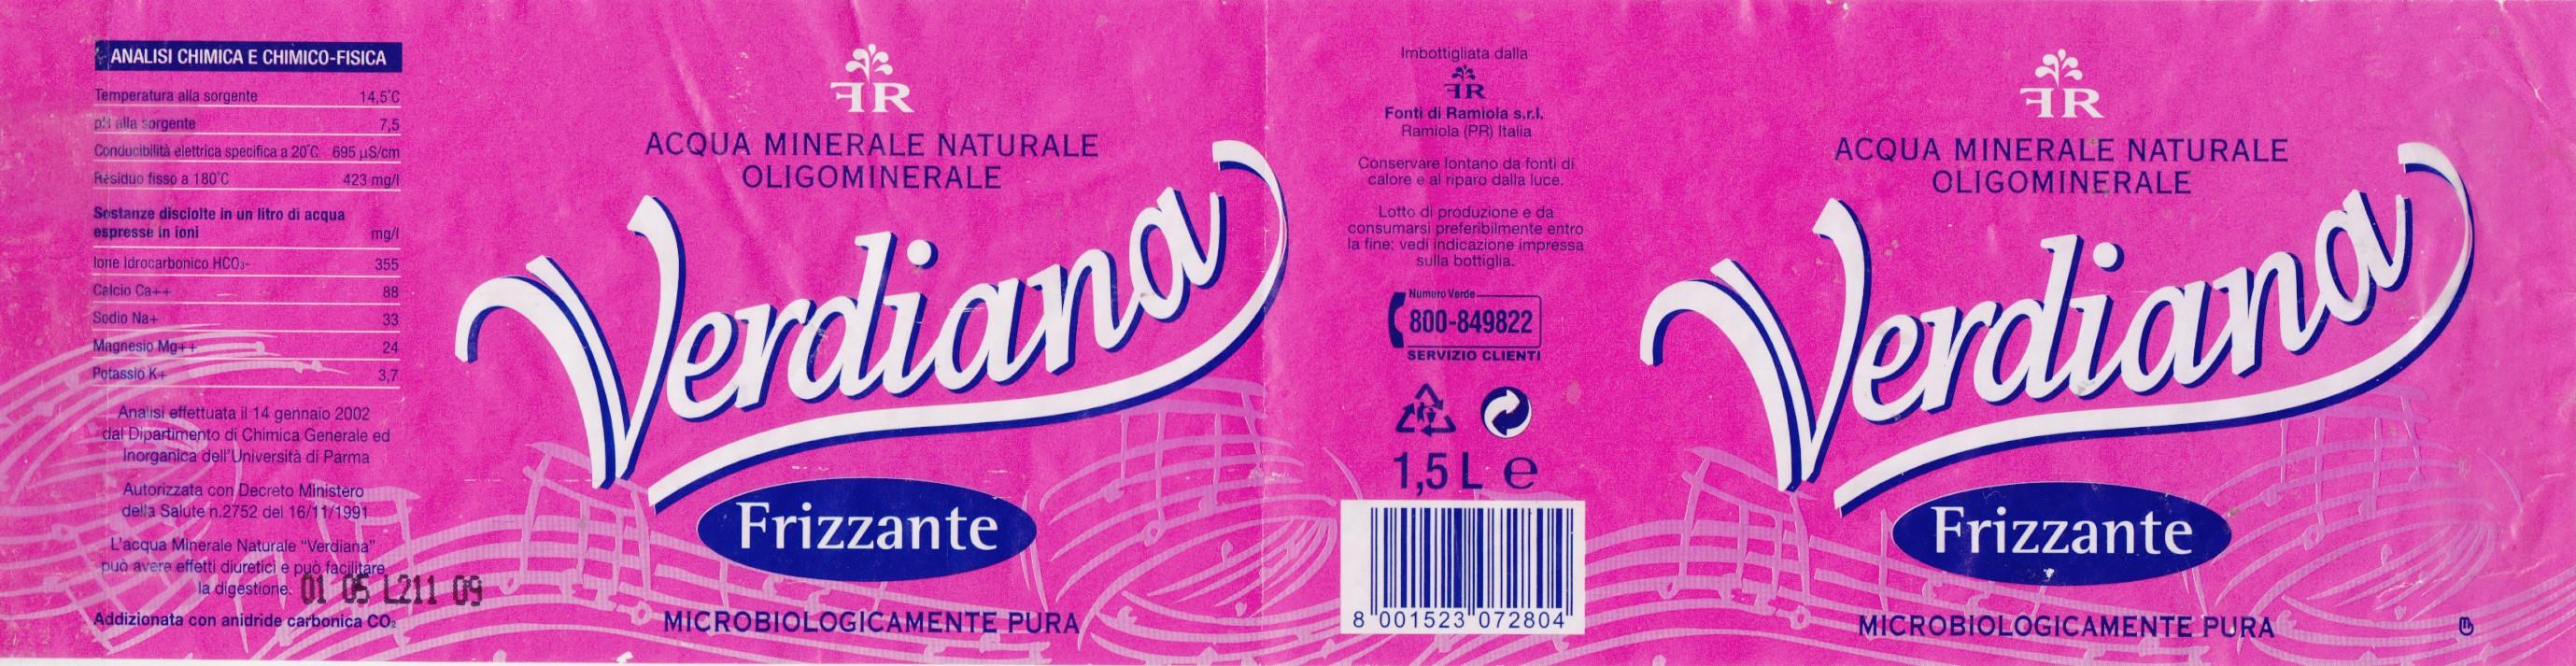 ANALISI CHIMICA E CHIMICO-FISICA
Temperatura alla sorgente 14,5°C
pH alla sorgente 7,5
Conducibilità elettrica specifica a 20°C 695 µS/cm
Residuo fisso a 180°C 423 mg/l
Sostanze disciolte in un litro di acqua
espresse in ioni mg/l
Ione Idrocarbonico HCO3- 355
Calcio Ca++ 88
Sodio Na+ 33
Magnesio Mg++ 24
Potassio K+ 3,7
Analisi effettuata il 14 gennaio 2002
dal Dipartimento di Chimica Generale ed
Inorganica dell'Università di Parma
Autorizzata con Decreto Ministero
della Salute n.2752 del 16/11/1991
L'acqua Minerale Naturale "Verdiana"
può avere effetti diuretici e può facilitare
la digestione.
01 05 L211 09
Addizionata con anidride carbonica CO2
FR
ACQUA MINERALE NATURALE
OLIGOMINERALE
Verdiana
Frizzante
MICROBIOLOGICAMENTE PURA
Imbottigliata dalla
FR
Fonti di Ramiola s.r.l.
Ramiola (PR) Italia
Conservare lontano da fonti di
calore e al riparo dalla luce.
Lotto di produzione e da
consumarsi preferibilmente entro
la fine: vedi indicazione impressa
sulla bottiglia.
Numero Verde
800-849822
SERVIZIO CLIENTI
1,5 L e
8 001523 072804
FR
ACQUA MINERALE NATURALE
OLIGOMINERALE
Verdiana
Frizzante
MICROBIOLOGICAMENTE PURA